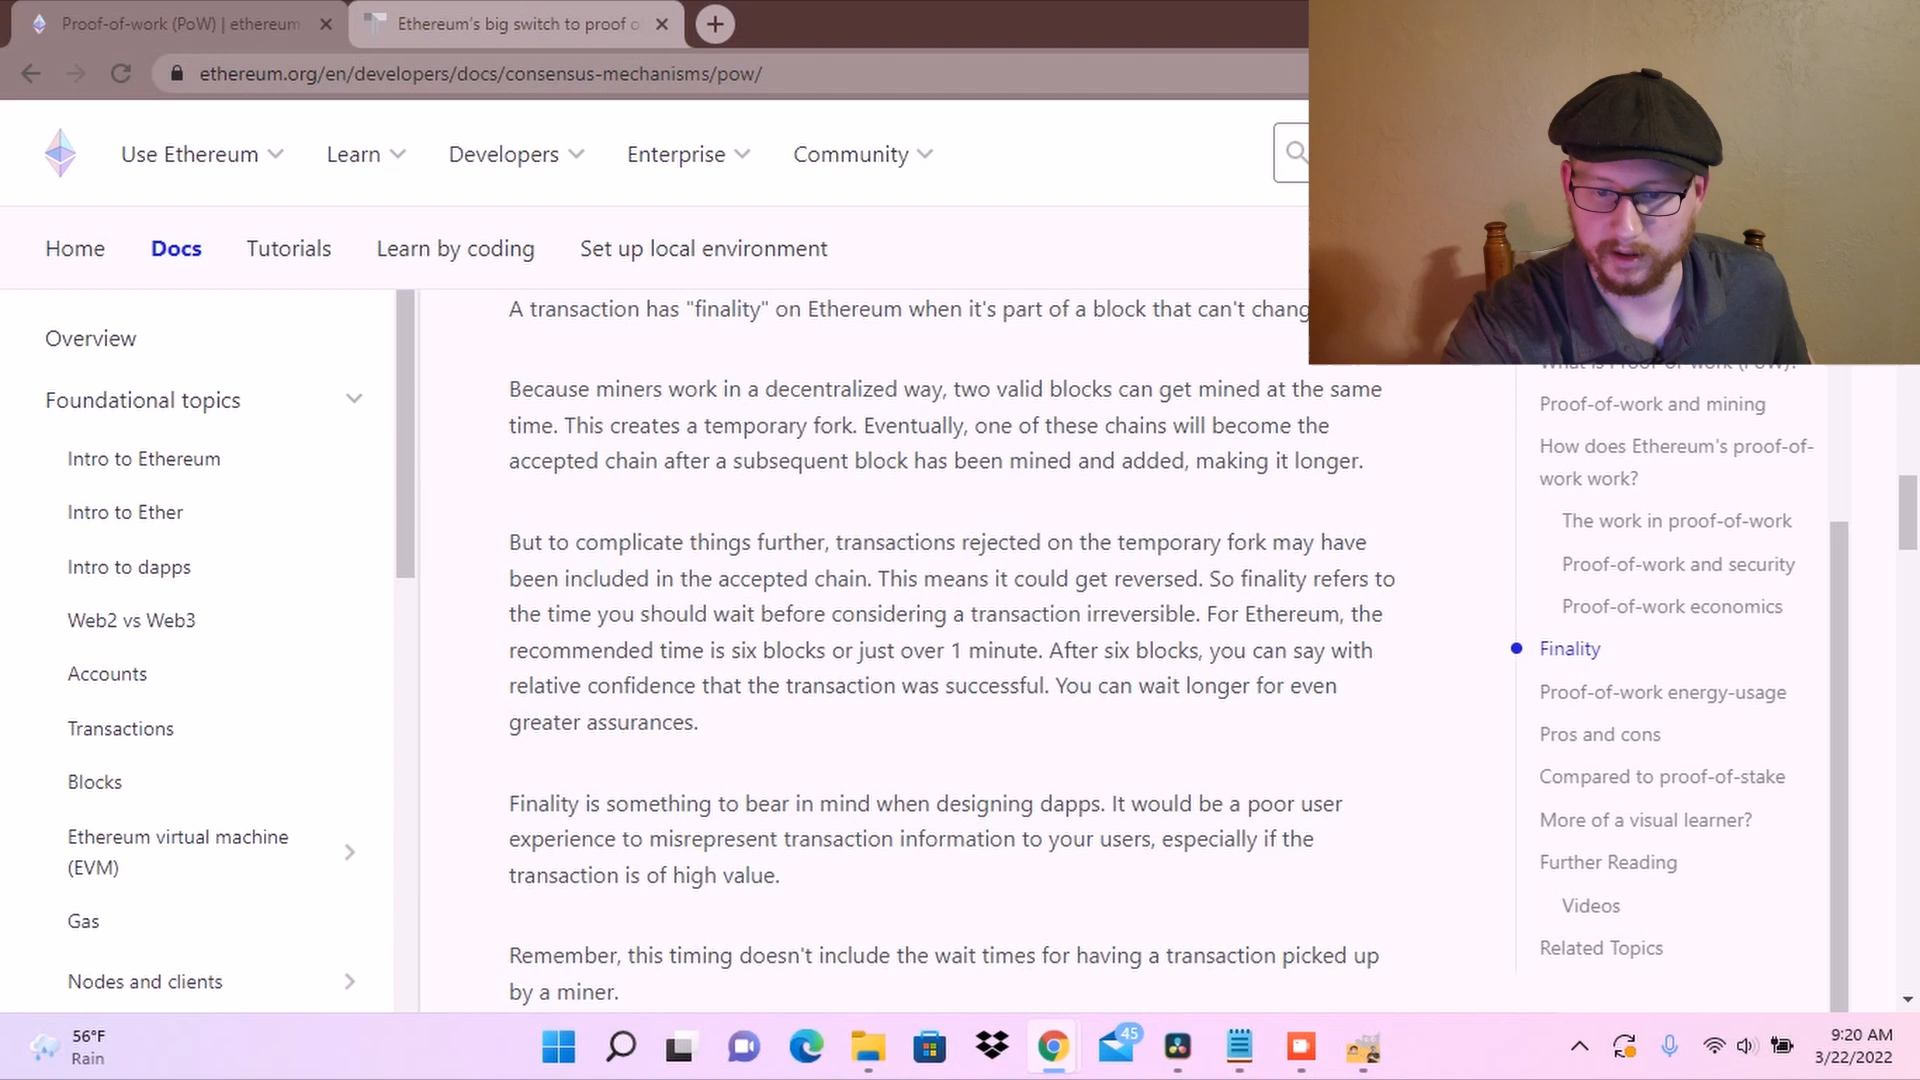 Proof-of-work (PoW) | ethereum
Ethereum's big switch to proof o
ethereum.org/en/developers/docs/consensus-mechanisms/pow/
Use Ethereum
Learn
Developers
Enterprise
Community
Home
Docs
Tutorials
Learn by coding
Set up local environment
Overview
Foundational topics
Intro to Ethereum
Intro to Ether
Intro to dapps
Web2 vs Web3
Accounts
Transactions
Blocks
Ethereum virtual machine
(EVM)
Gas
Nodes and clients
A transaction has "finality" on Ethereum when it's part of a block that can't chang
Because miners work in a decentralized way, two valid blocks can get mined at the same
time. This creates a temporary fork. Eventually, one of these chains will become the
accepted chain after a subsequent block has been mined and added, making it longer.
But to complicate things further, transactions rejected on the temporary fork may have
been included in the accepted chain. This means it could get reversed. So finality refers to
the time you should wait before considering a transaction irreversible. For Ethereum, the
recommended time is six blocks or just over 1 minute. After six blocks, you can say with
relative confidence that the transaction was successful. You can wait longer for even
greater assurances.
Finality is something to bear in mind when designing dapps. It would be a poor user
experience to misrepresent transaction information to your users, especially if the
transaction is of high value.
Remember, this timing doesn't include the wait times for having a transaction picked up
by a miner.
What is Proof-of-work (PoW)?
Proof-of-work and mining
How does Ethereum's proof-of-
work work?
The work in proof-of-work
Proof-of-work and security
Proof-of-work economics
Finality
Proof-of-work energy-usage
Pros and cons
Compared to proof-of-stake
More of a visual learner?
Further Reading
Videos
Related Topics
56°F
Rain
45
9:20 AM
3/22/2022